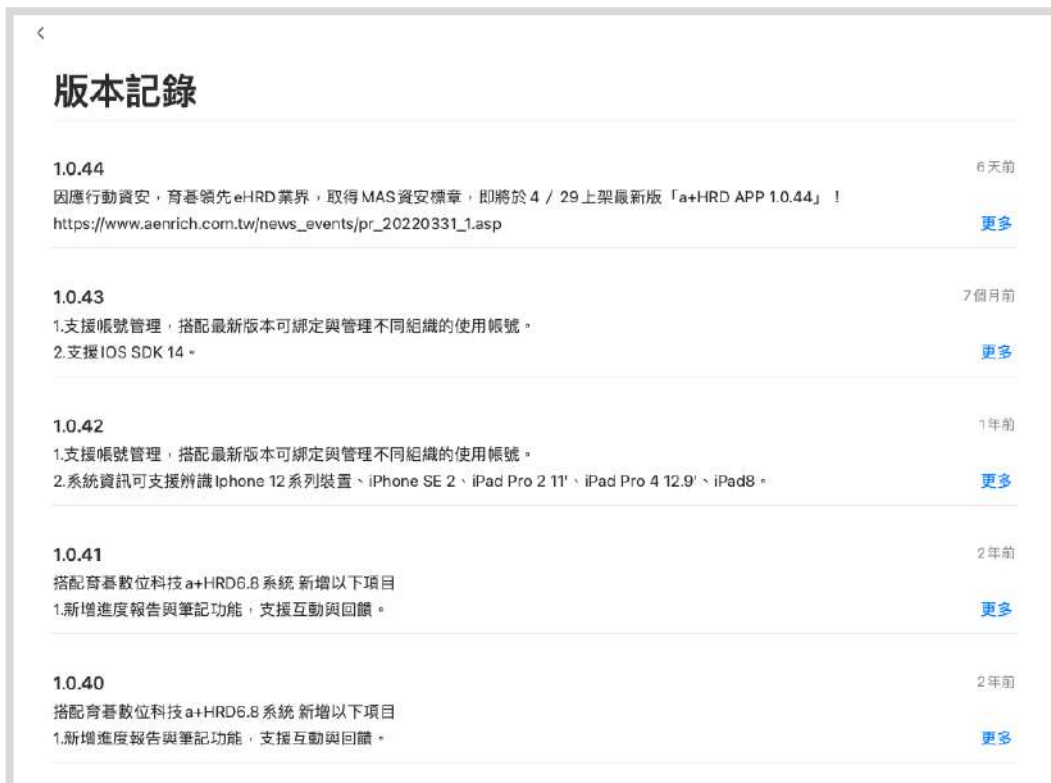 版本記錄
1.0.44
6天前
因應行動資安，育碁領先eHRD業界，取得MAS資安標章，即將於4 / 29上架最新版「a+HRD APP 1.0.44」！
https://www.aenrich.com.tw/news_events/pr_20220331_1.asp
更多
1.0.43
7個月前
1.支援帳號管理，搭配最新版本可綁定與管理不同組織的使用帳號。
2.支援IOS SDK 14。
更多
1.0.42
1年前
1.支援帳號管理，搭配最新版本可綁定與管理不同組織的使用帳號。
2.系統資訊可支援辨識Iphone 12系列裝置、iPhone SE 2、iPad Pro 2 11'、iPad Pro 4 12.9'、iPad8。
更多
1.0.41
2年前
搭配育碁數位科技a+HRD6.8系統 新增以下項目
1.新增進度報告與筆記功能，支援互動與回饋。
更多
1.0.40
2年前
搭配育碁數位科技a+HRD6.8系統 新增以下項目
1.新增進度報告與筆記功能，支援互動與回饋。
更多